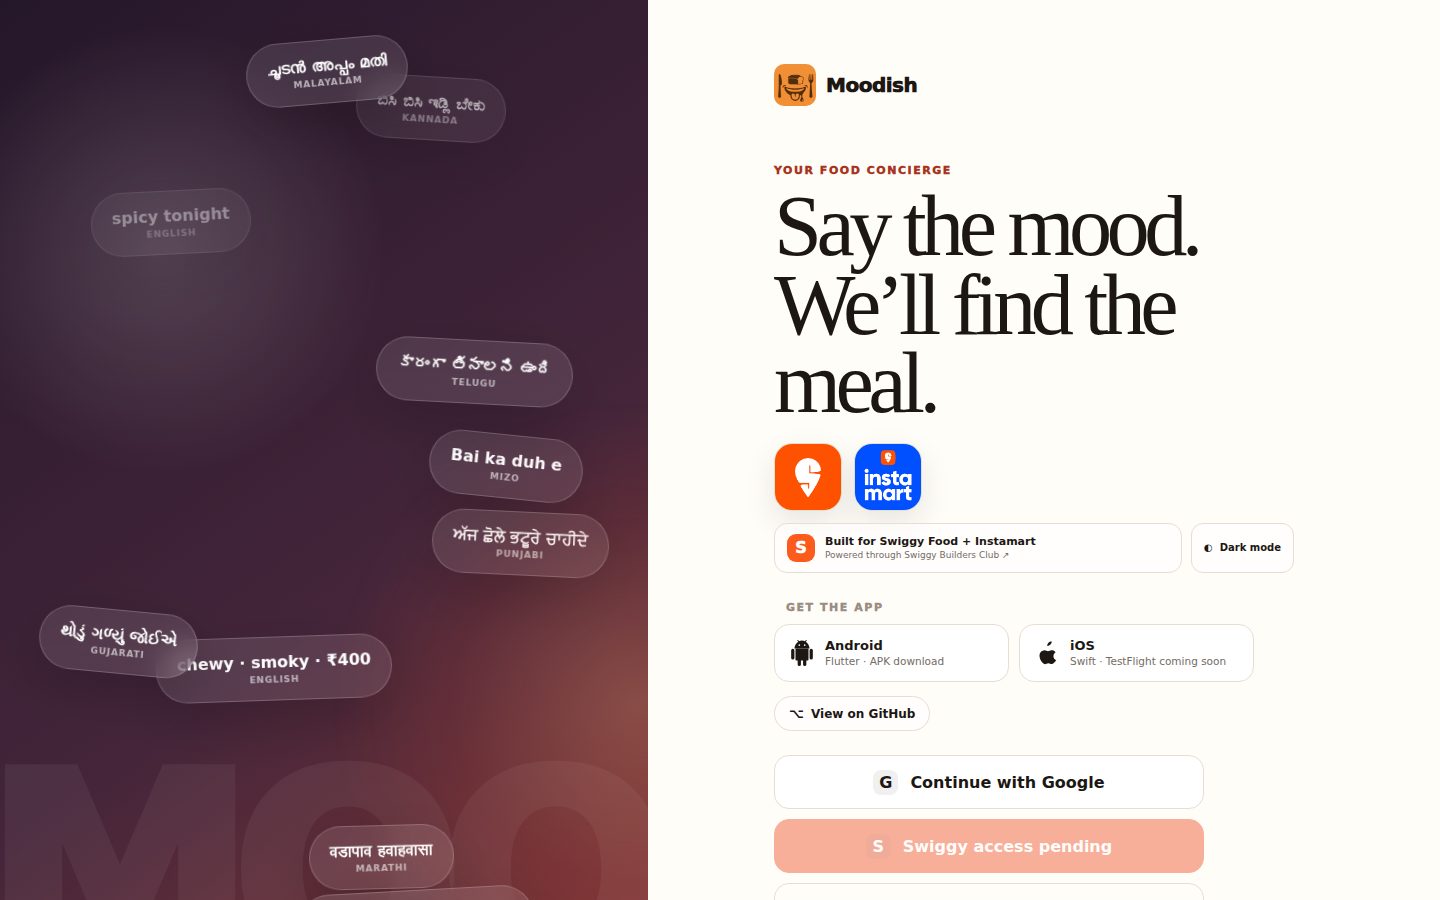 ചൂടൻ അപ്പം മതി
MALAYALAM
ಬಿಸಿ ಬಿಸಿ ಇಡ್ಲಿ ಬೇಕು
KANNADA
spicy tonight
ENGLISH
కారంగా తినాలని ఉంది
TELUGU
Bai ka duh e
MIZO
ਅੱਜ ਛੋਲੇ ਭਟੂਰੇ ਚਾਹੀਦੇ
PUNJABI
થોડું ગળ્યું જોઈએ
GUJARATI
chewy · smoky · ₹400
ENGLISH
MOO
वडापाव हवाहवासा
MARATHI
Moodish
YOUR FOOD CONCIERGE
Say the mood.
We’ll find the
meal.
insta
mart
S
Built for Swiggy Food + Instamart
Powered through Swiggy Builders Club ↗
◐ Dark mode
GET THE APP
Android
Flutter · APK download
iOS
Swift · TestFlight coming soon
⌥ View on GitHub
G Continue with Google
S Swiggy access pending